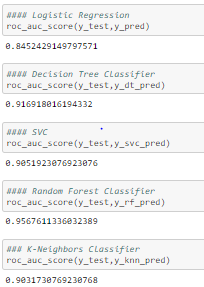 #### Logistic Regression
roc_auc_score(y_test,y_pred)
0.8452429149797571
#### Decision Tree Classifier
roc_auc_score(y_test,y_dt_pred)
0.916918016194332
#### SVC
roc_auc_score(y_test,y_svc_pred)
0.9051923076923076
#### Random Forest Classifier
roc_auc_score(y_test,y_rf_pred)
0.9567611336032389
### K-Neighbors Classifier
roc_auc_score(y_test,y_knn_pred)
0.9031730769230768